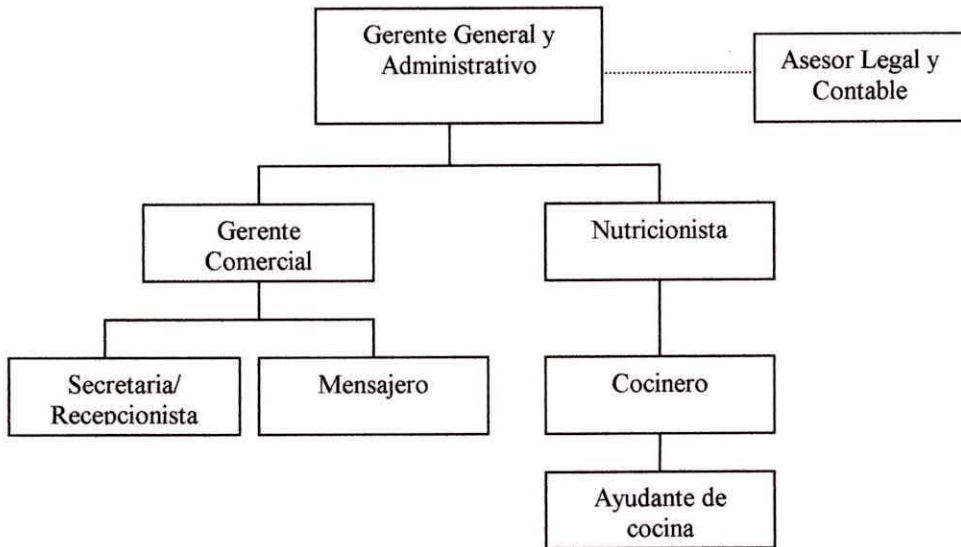 Gerente General y
Administrativo
Asesor Legal y
Contable
Gerente
Comercial
Nutricionista
Secretaria/
Recepcionista
Mensajero
Cocinero
Ayudante de
cocina